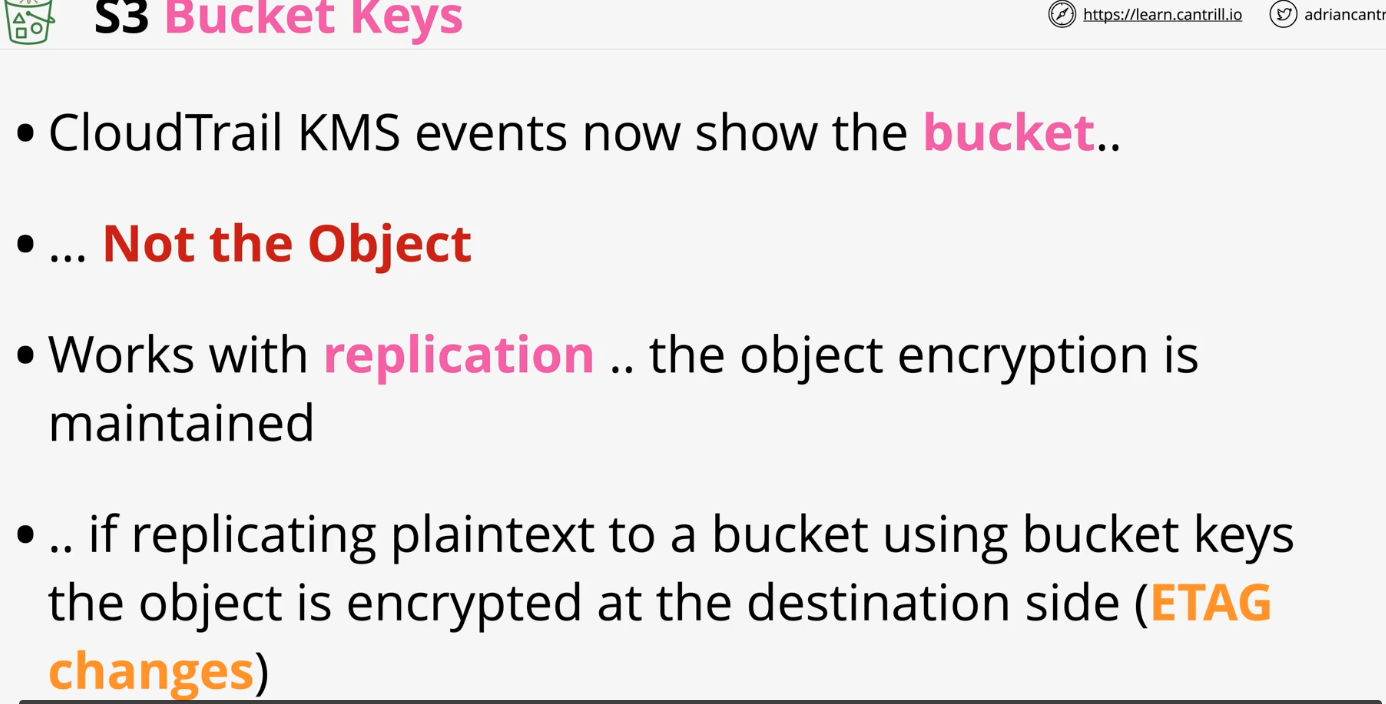 S3 Bucket Keys
https://learn.cantrill.io
adriancantr
• CloudTrail KMS events now show the bucket..
• ... Not the Object
• Works with replication .. the object encryption is
maintained
• .. if replicating plaintext to a bucket using bucket keys
the object is encrypted at the destination side (ETAG
changes)